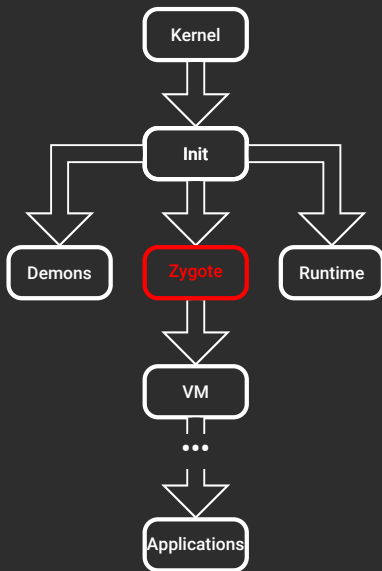 Kernel
Init
Demons
Zygote
Runtime
VM
...
Applications